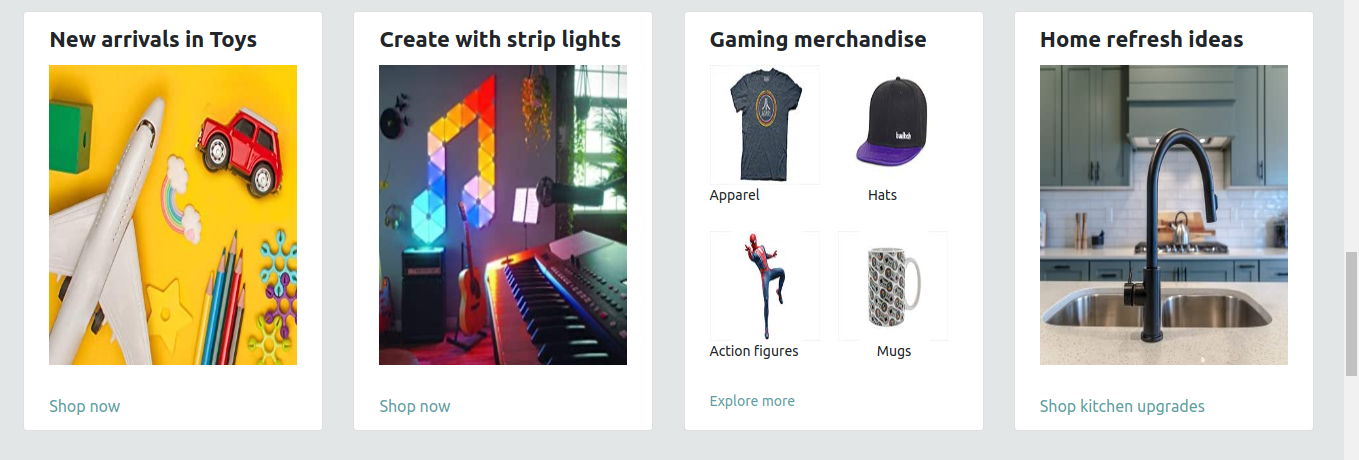 New arrivals in Toys
Shop now
Create with strip lights
Shop now
Gaming merchandise
twitch
Apparel
Hats
Action figures
Mugs
Explore more
Home refresh ideas
Shop kitchen upgrades